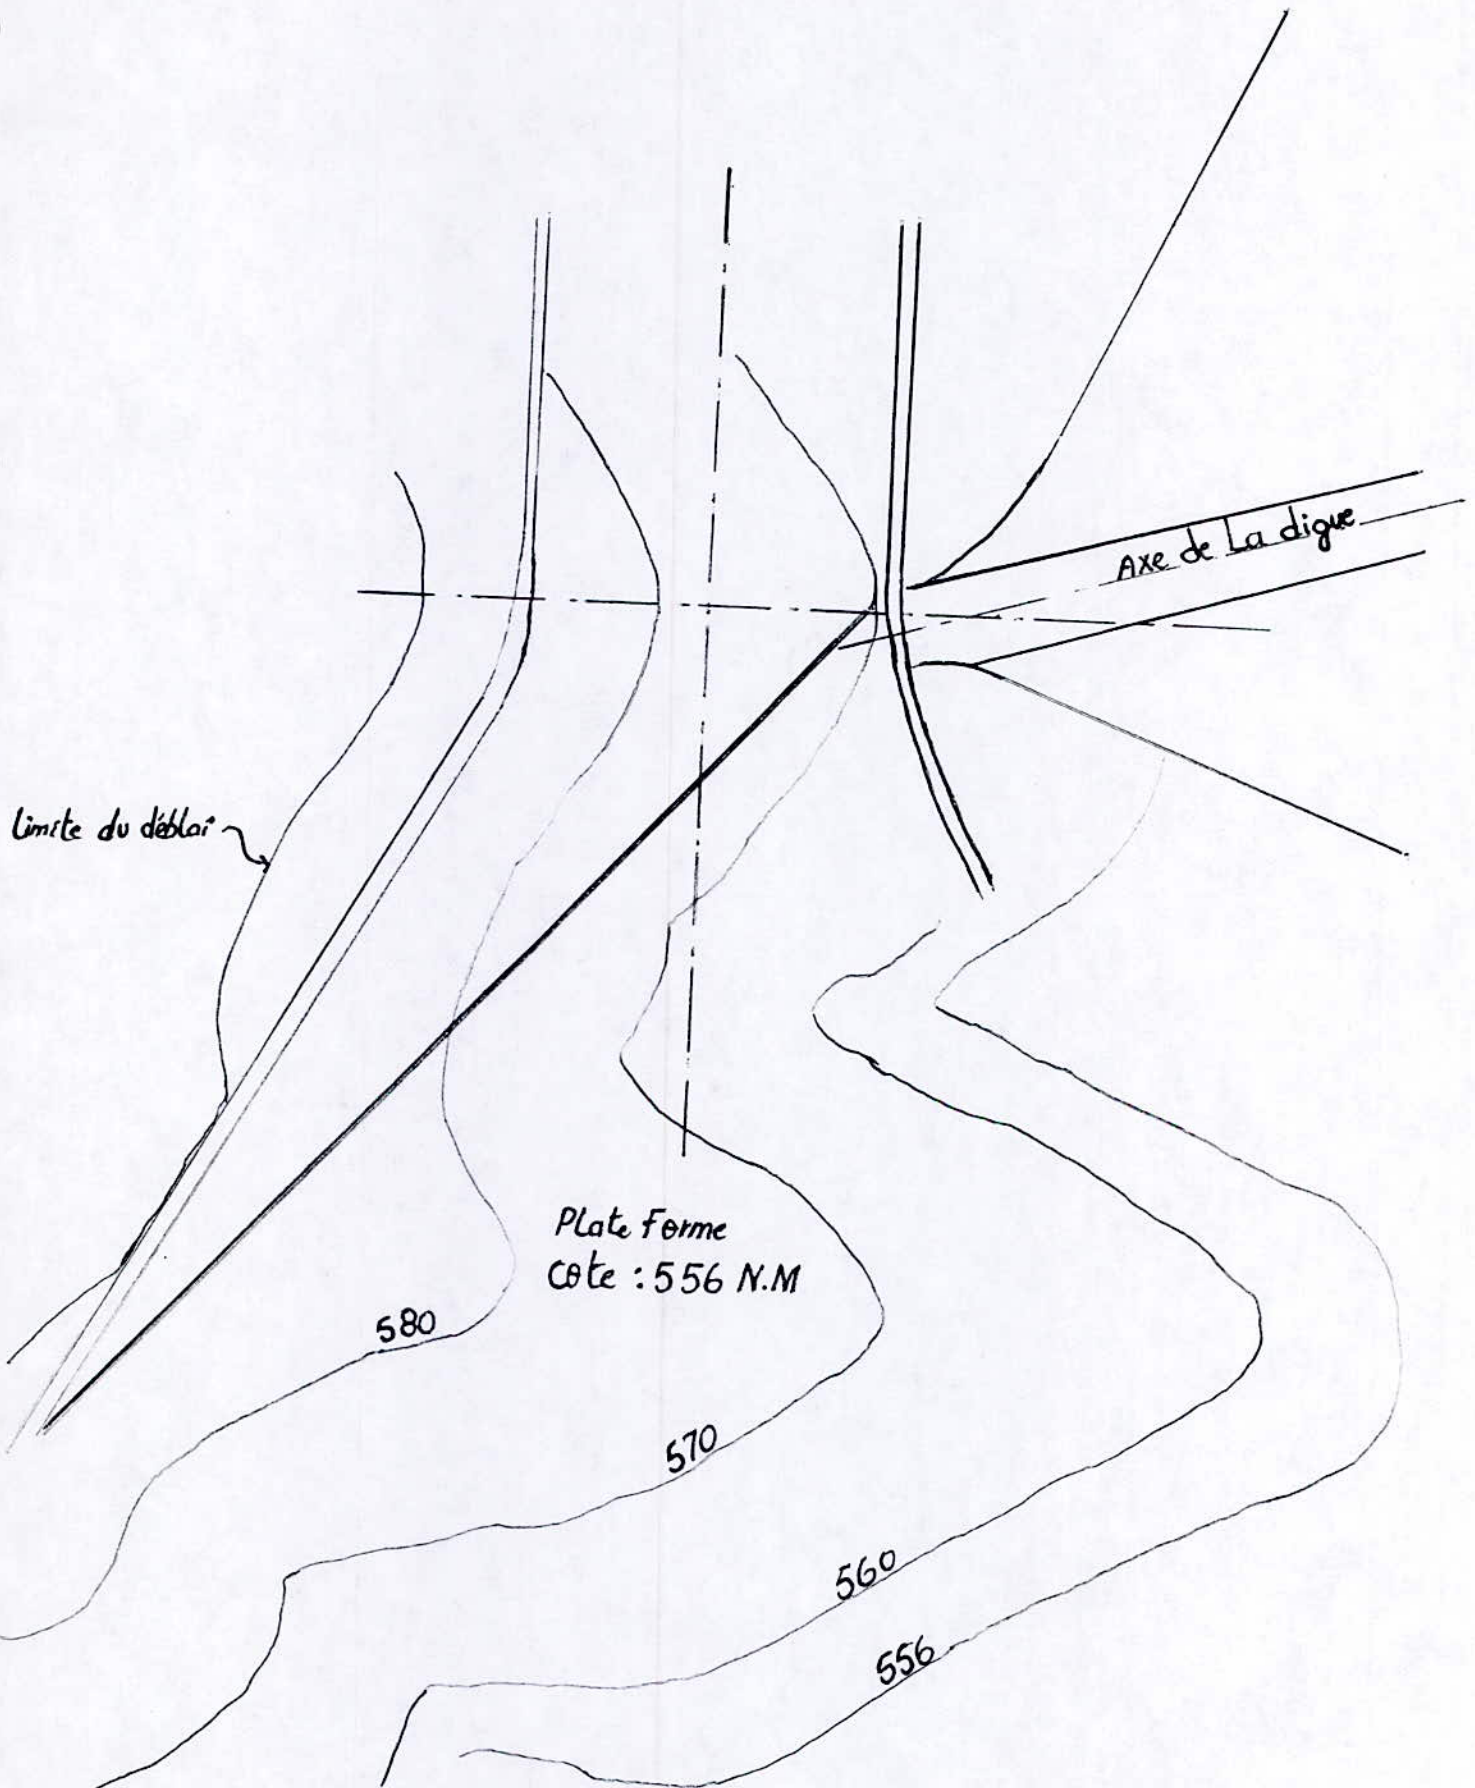 Axe de La digue
Limite du déblai
Plate Forme
Cote : 556 N.M
580
570
560
556